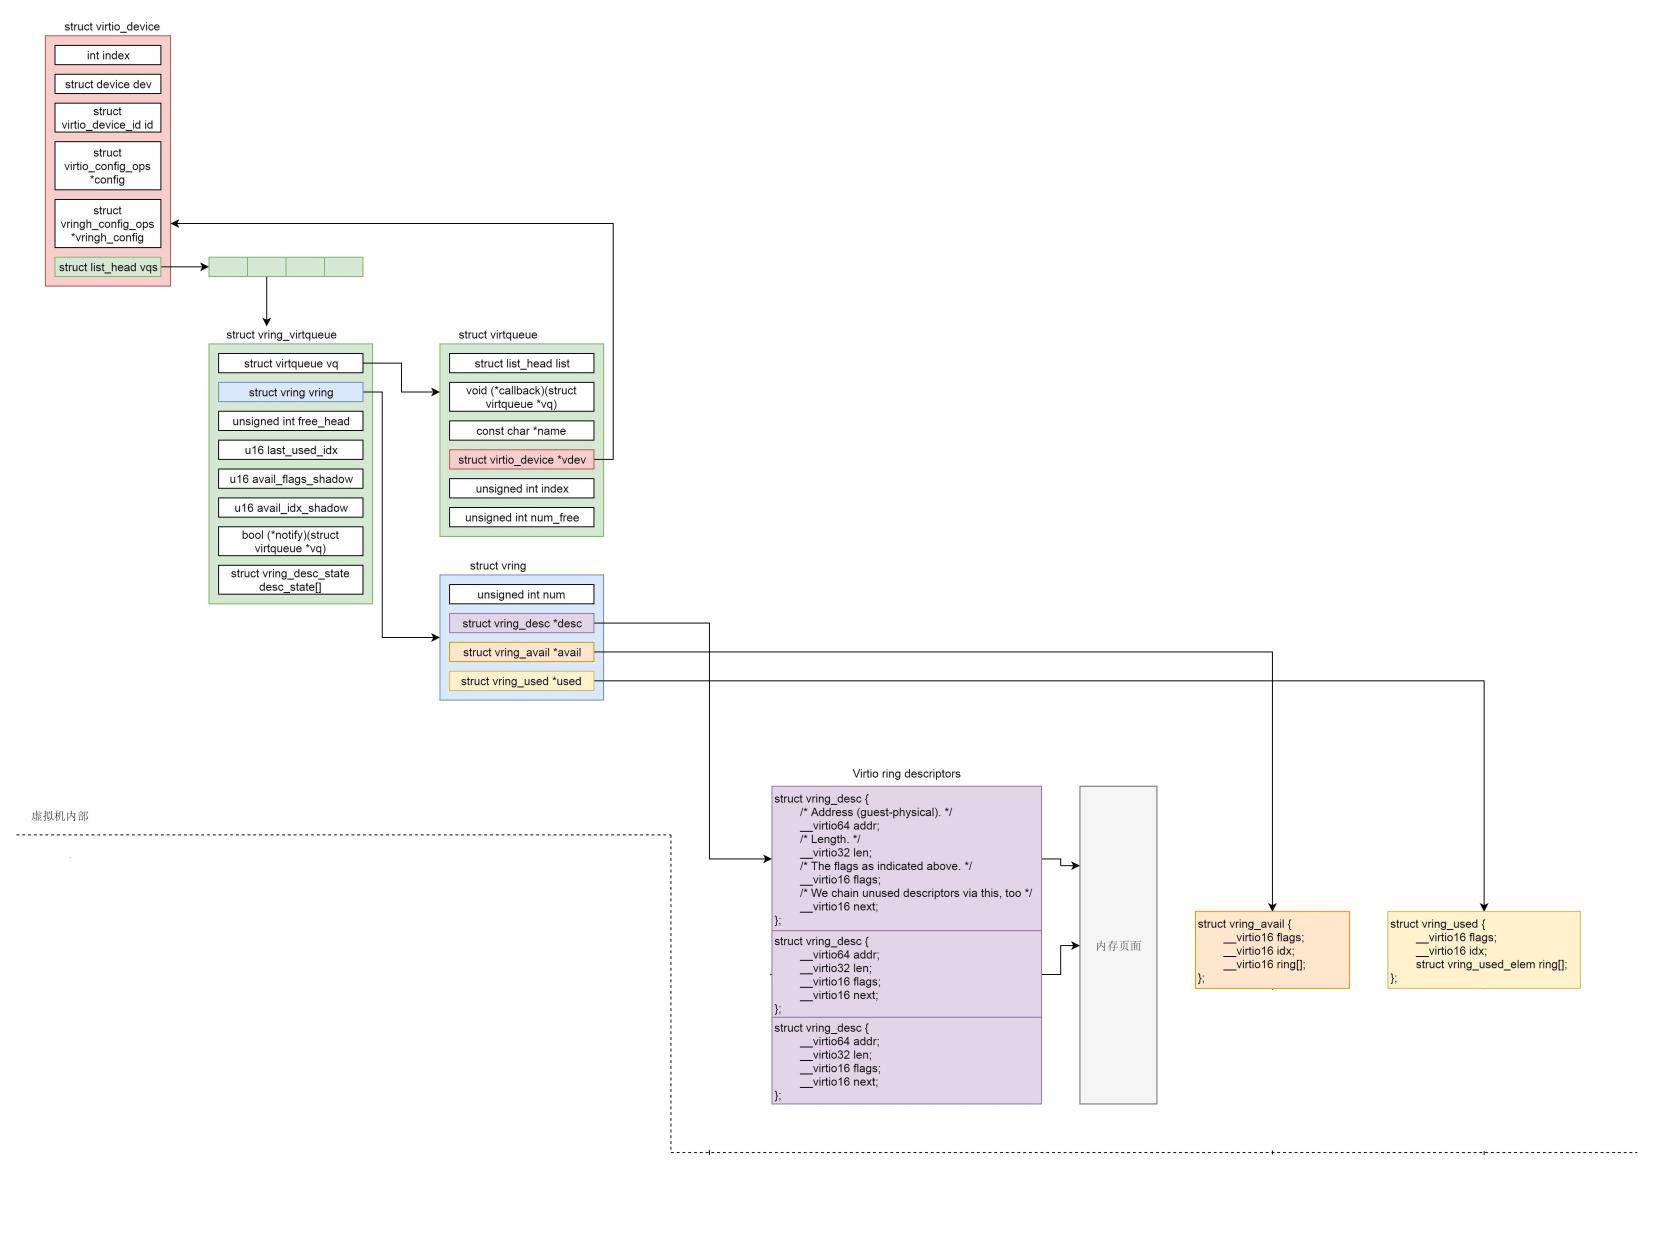 struct virtio_device
int index
struct device dev
struct
virtio_device_id id
struct
virtio_config_ops
*config
struct
vringh_config_ops
*vringh_config
struct list_head vqs
struct vring_virtqueue
struct virtqueue vq
struct vring vring
unsigned int free_head
u16 last_used_idx
u16 avail_flags_shadow
u16 avail_idx_shadow
bool (*notify)(struct
virtqueue *vq)
struct vring_desc_state
desc_state[]
struct virtqueue
struct list_head list
void (*callback)(struct
virtqueue *vq)
const char *name
struct virtio_device *vdev
unsigned int index
unsigned int num_free
struct vring
unsigned int num
struct vring_desc *desc
struct vring_avail *avail
struct vring_used *used
虚拟机内部
Virtio ring descriptors
struct vring_desc {
/* Address (guest-physical). */
__virtio64 addr;
/* Length. */
__virtio32 len;
/* The flags as indicated above. */
__virtio16 flags;
/* We chain unused descriptors via this, too */
__virtio16 next;
};
struct vring_desc {
__virtio64 addr;
__virtio32 len;
__virtio16 flags;
__virtio16 next;
};
struct vring_desc {
__virtio64 addr;
__virtio32 len;
__virtio16 flags;
__virtio16 next;
};
内存页面
struct vring_avail {
__virtio16 flags;
__virtio16 idx;
__virtio16 ring[];
};
struct vring_used {
__virtio16 flags;
__virtio16 idx;
struct vring_used_elem ring[];
};